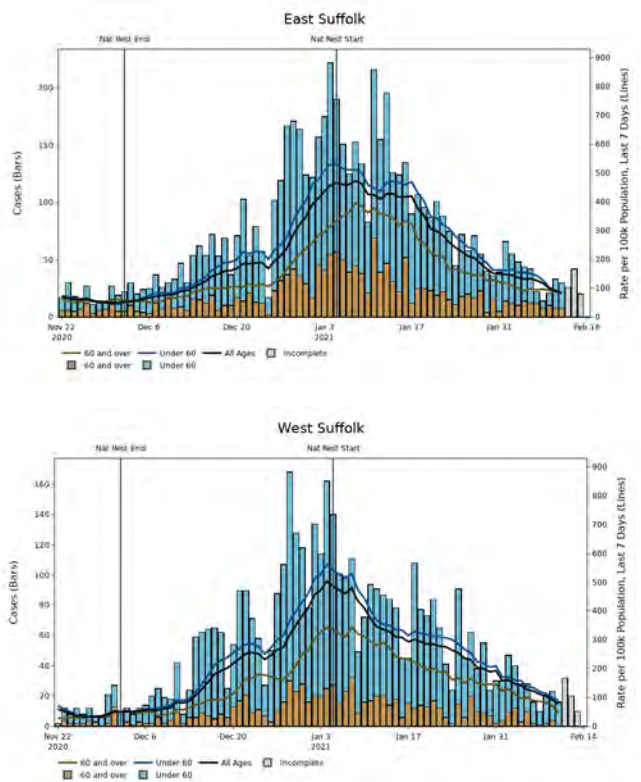 East Suffolk
Nat Rest End
Nat Rest Start
200
150
100
50
0
Cases (Bars)
900
800
700
600
500
400
300
200
100
0
Rate per 100k Population, Last 7 Days (Lines)
Nov 22
2020
Dec 6
Dec 20
Jan 3
2021
Jan 17
Jan 31
Feb 14
60 and over
Under 60
All Ages
Incomplete
60 and over
Under 60
West Suffolk
Nat Rest End
Nat Rest Start
160
140
120
100
80
60
40
20
0
Cases (Bars)
900
800
700
600
500
400
300
200
100
0
Rate per 100k Population, Last 7 Days (Lines)
Nov 22
2020
Dec 6
Dec 20
Jan 3
2021
Jan 17
Jan 31
Feb 14
60 and over
Under 60
All Ages
Incomplete
60 and over
Under 60